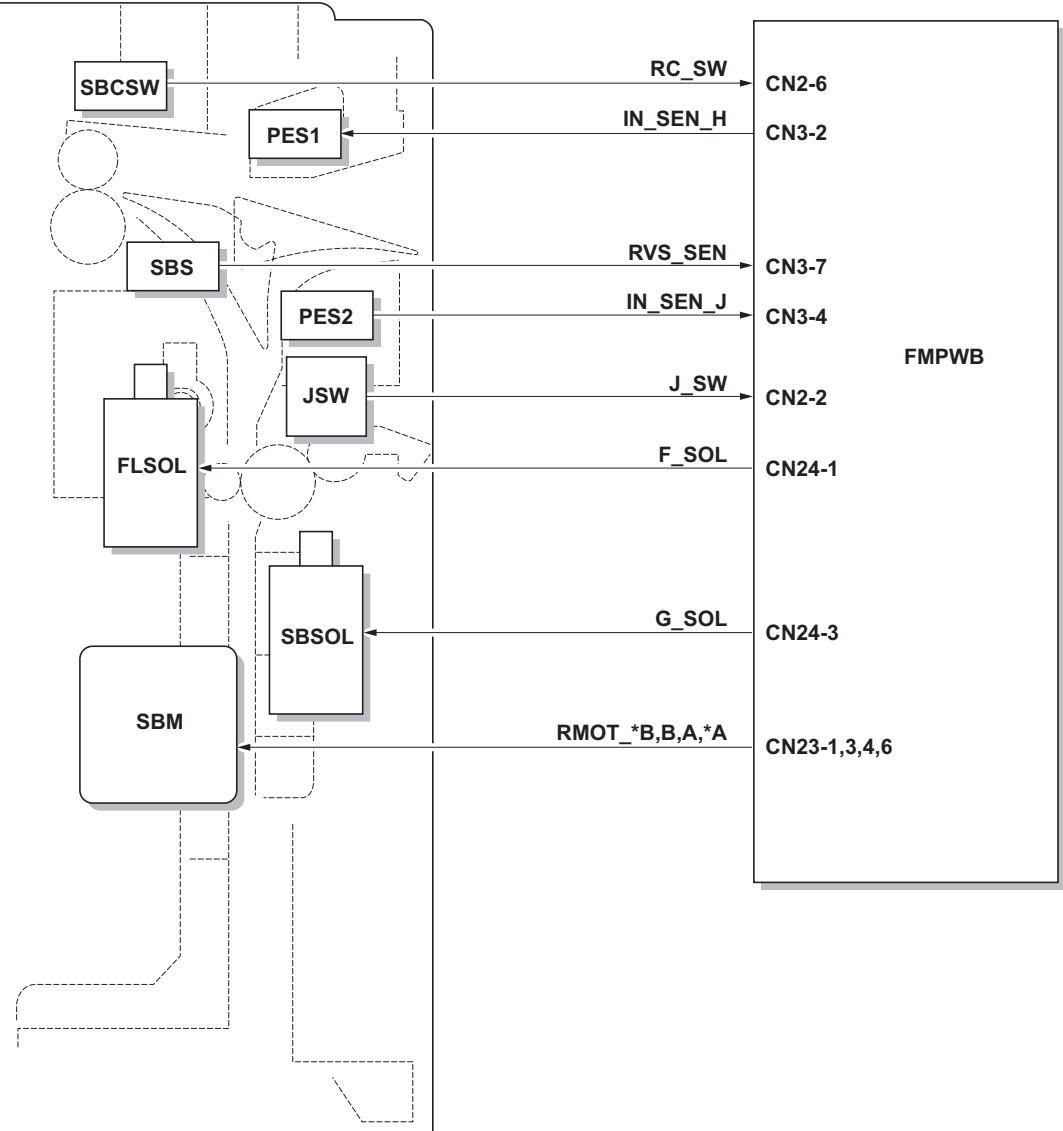 SBCSW RC_SW CN2-6
PES1 IN_SEN_H CN3-2
SBS RVS_SEN CN3-7
PES2 IN_SEN_J CN3-4
FMPWB
JSW J_SW CN2-2
FLSOL F_SOL CN24-1
SBSOL G_SOL CN24-3
SBM RMOT_*B,B,A,*A CN23-1,3,4,6